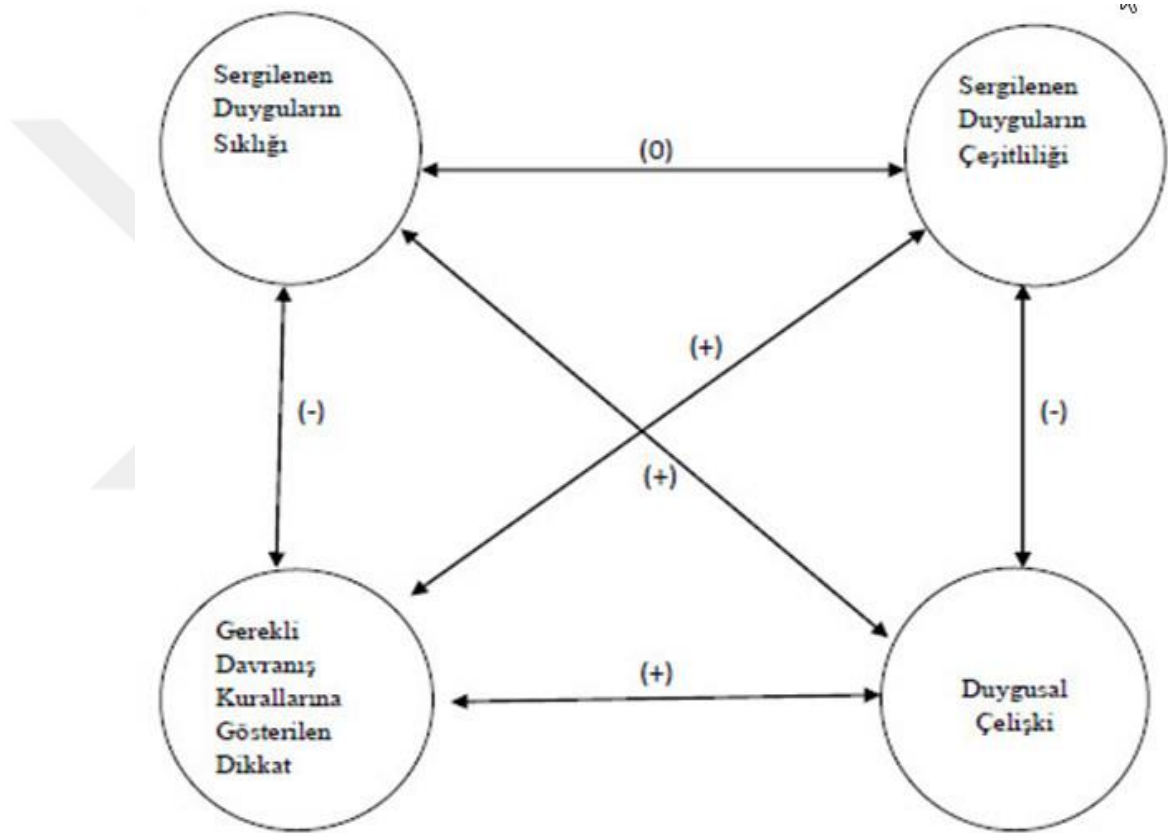 Sergilenen
Duyguların
Sıklığı
Sergilenen
Duyguların
Çeşitliliği
(0)
(+)
(-)
(-)
(+)
Gerekli
Davranış
Kurallarına
Gösterilen
Dikkat
(+)
Duygusal
Çelişki